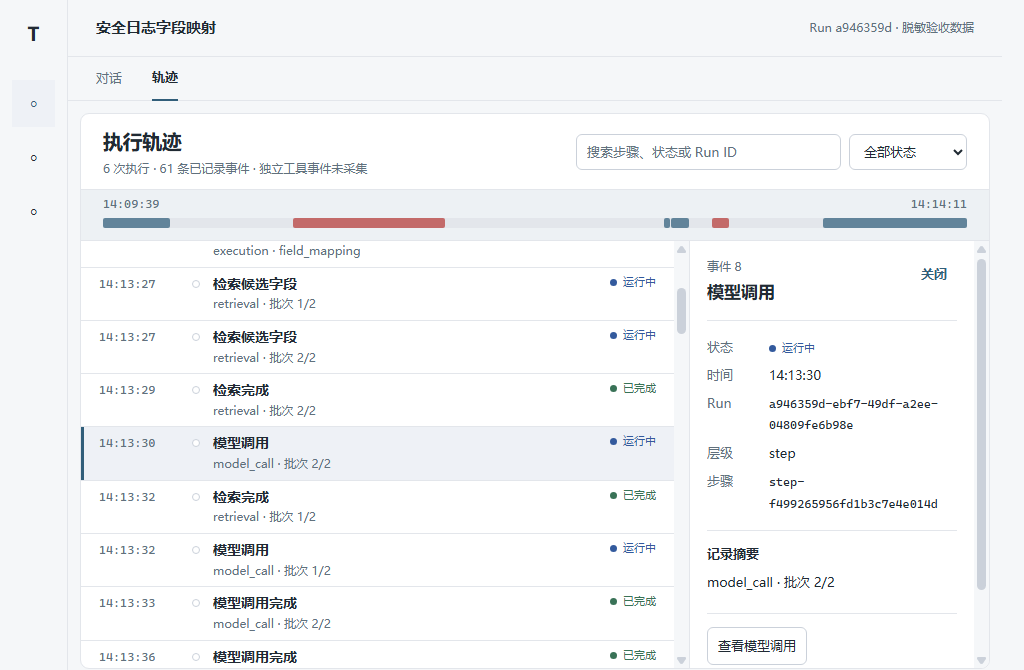 T
安全日志字段映射
Run a946359d · 脱敏验收数据
对话
轨迹
执行轨迹
6 次执行 · 61 条已记录事件 · 独立工具事件未采集
搜索步骤、状态或 Run ID
全部状态
14:09:39
14:14:11
execution · field_mapping
14:13:27
检索候选字段
运行中
retrieval · 批次 1/2
14:13:27
检索候选字段
运行中
retrieval · 批次 2/2
14:13:29
检索完成
已完成
retrieval · 批次 2/2
14:13:30
模型调用
运行中
model_call · 批次 2/2
14:13:32
检索完成
已完成
retrieval · 批次 1/2
14:13:32
模型调用
运行中
model_call · 批次 1/2
14:13:33
模型调用完成
已完成
model_call · 批次 2/2
14:13:36
模型调用完成
已完成
事件 8
关闭
模型调用
状态
运行中
时间
14:13:30
Run
a946359d-ebf7-49df-a2ee-
04809fe6b98e
层级
step
步骤
step-
f499265956fd1b3c7e4e014d
记录摘要
model_call · 批次 2/2
查看模型调用